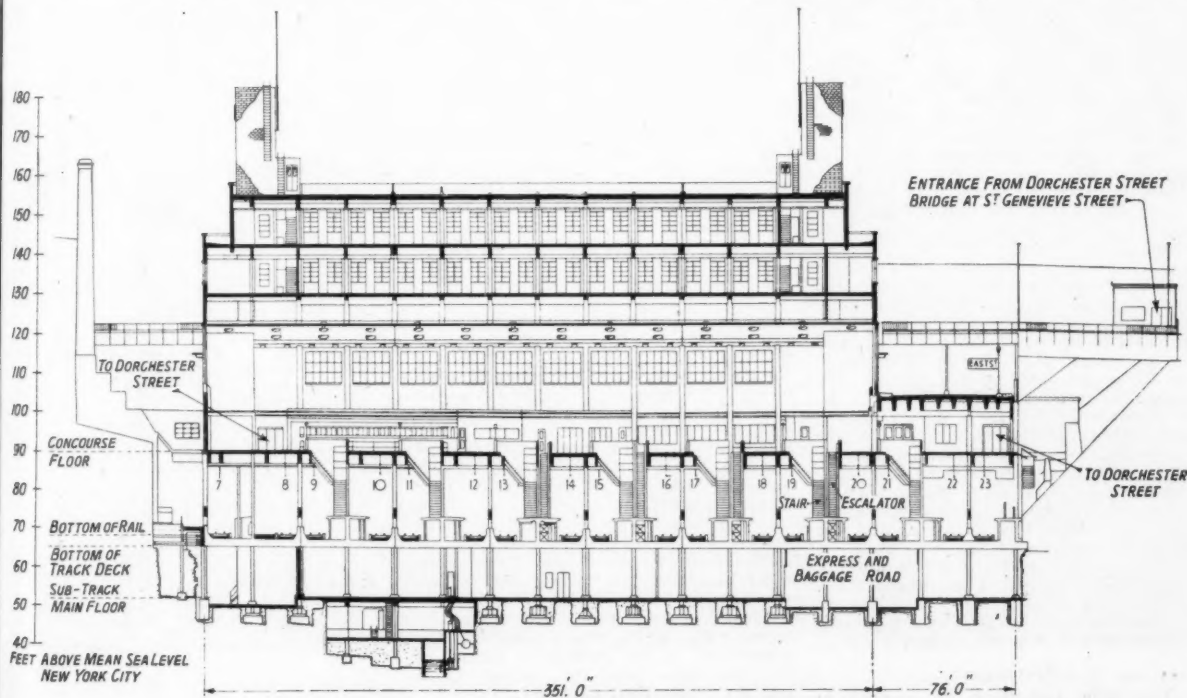 180
170
160
150
140
130
120
110
100
90
80
70
60
50
40
ENTRANCE FROM DORCHESTER STREET
BRIDGE AT ST GENEVIEVE STREET
TO DORCHESTER
STREET
EAST ST
CONCOURSE
FLOOR
TO DORCHESTER
STREET
7 8 9 10 11 12 13 14 15 16 17 18 19 20 21 22 23
STAIR
ESCALATOR
BOTTOM OF RAIL
BOTTOM OF
TRACK DECK
SUB-TRACK
MAIN FLOOR
EXPRESS AND
BAGGAGE ROAD
FEET ABOVE MEAN SEA LEVEL
NEW YORK CITY
351'. 0"
76'. 0"